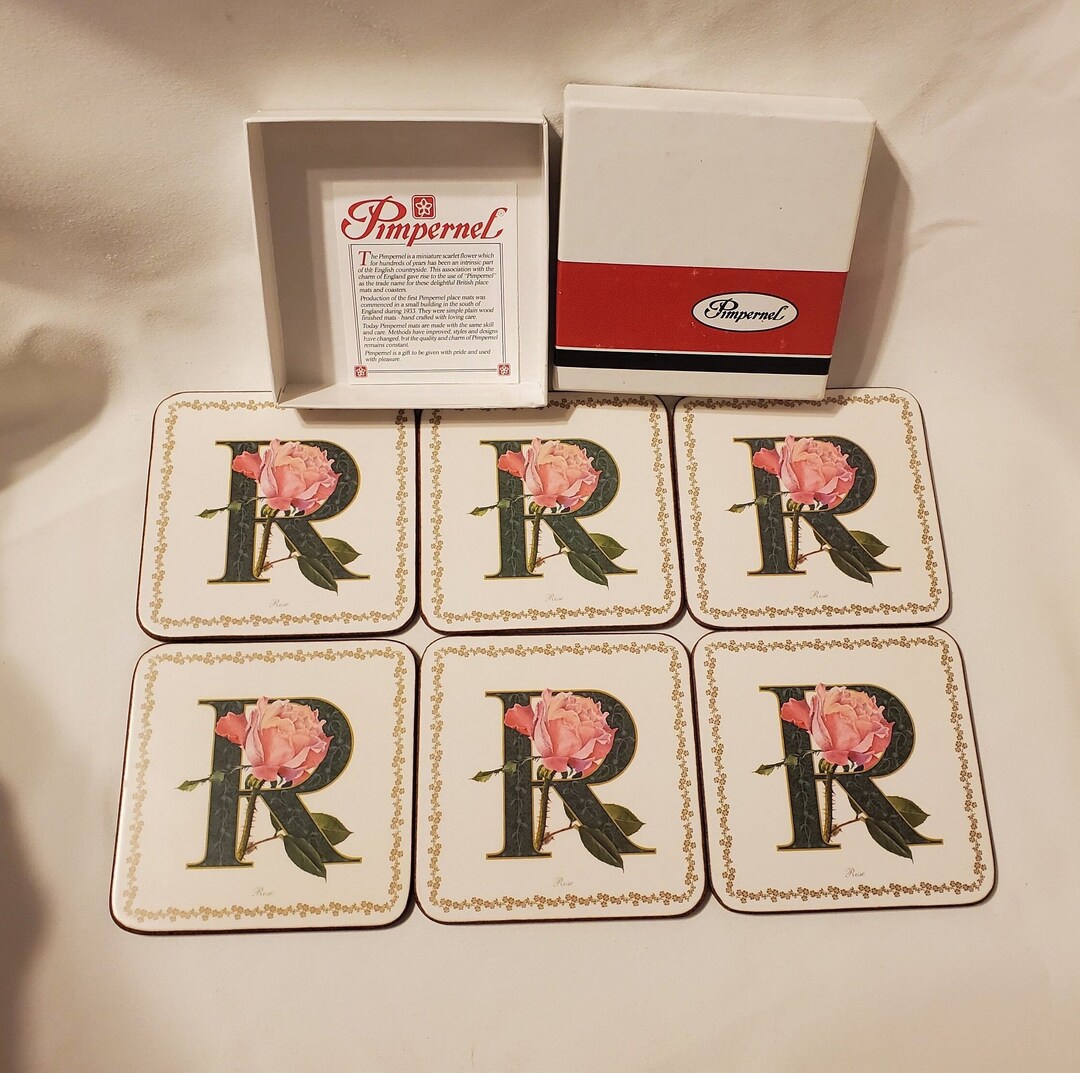 Pimpernel
The Pimpernel is a miniature scarlet flower which
for hundreds of years has been an intrinsic part
of the English countryside. This association with the
charm of England gave rise to the use of "Pimpernel"
as the trade name for these delightful British place
mats and coasters.
Production of the first Pimpernel place mats was
commenced in a small building in the south of
England during 1933. They were simple plain wood
finished mats - hand crafted with loving care.
Today Pimpernel mats are made with the same skill
and care. Methods have improved, styles and designs
have changed, but the quality and charm of Pimpernel
remains constant.
Pimpernel is a gift to be given with pride and used
with pleasure.
Pimpernel
R
Rose
R
Rose
R
Rose
R
Rose
R
Rose
R
Rose